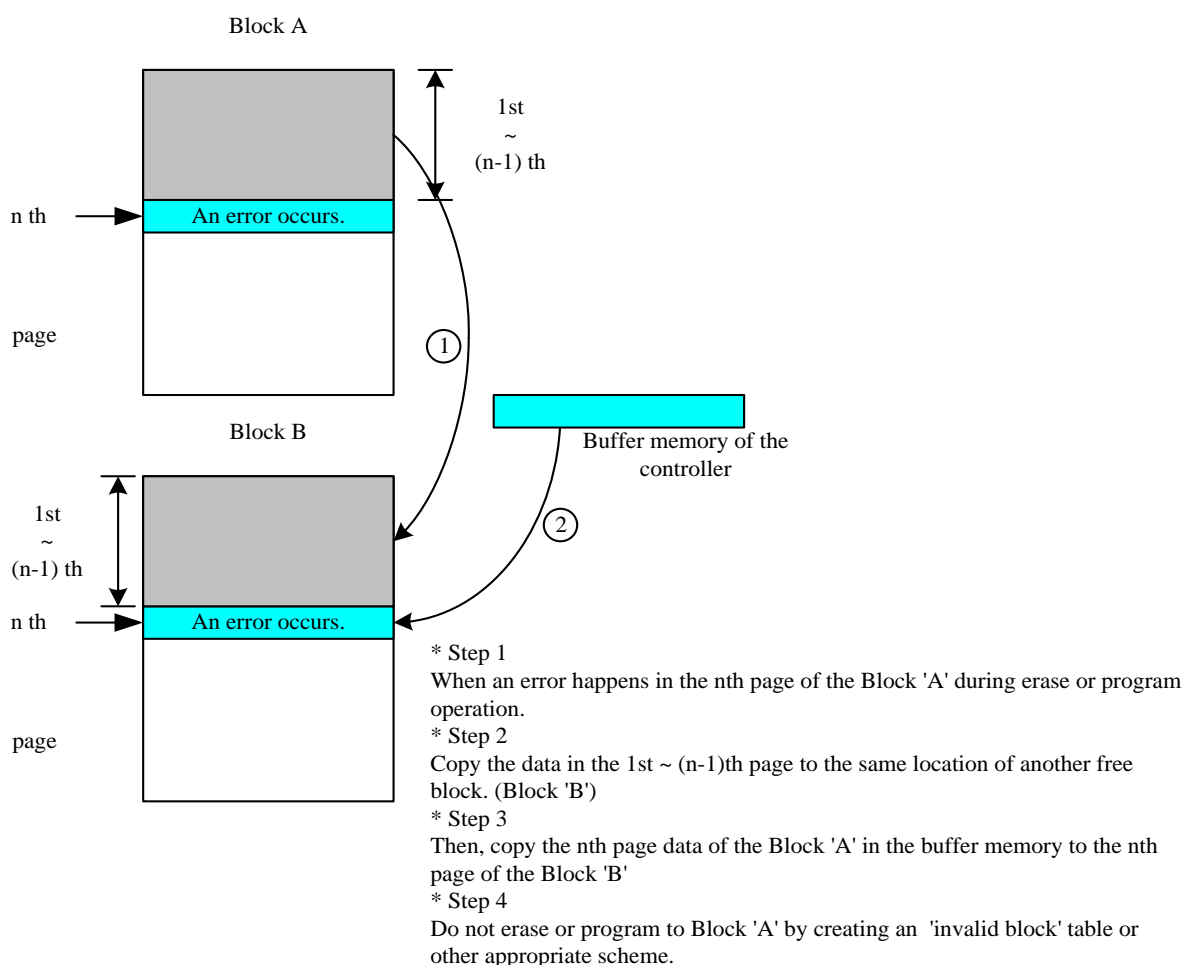 Block A
1st
~
(n-1) th
n th
An error occurs.
page
1
Block B
Buffer memory of the
controller
1st
~
(n-1) th
2
n th
An error occurs.
page
* Step 1
When an error happens in the nth page of the Block 'A' during erase or program
operation.
* Step 2
Copy the data in the 1st ~ (n-1)th page to the same location of another free
block. (Block 'B')
* Step 3
Then, copy the nth page data of the Block 'A' in the buffer memory to the nth
page of the Block 'B'
* Step 4
Do not erase or program to Block 'A' by creating an 'invalid block' table or
other appropriate scheme.